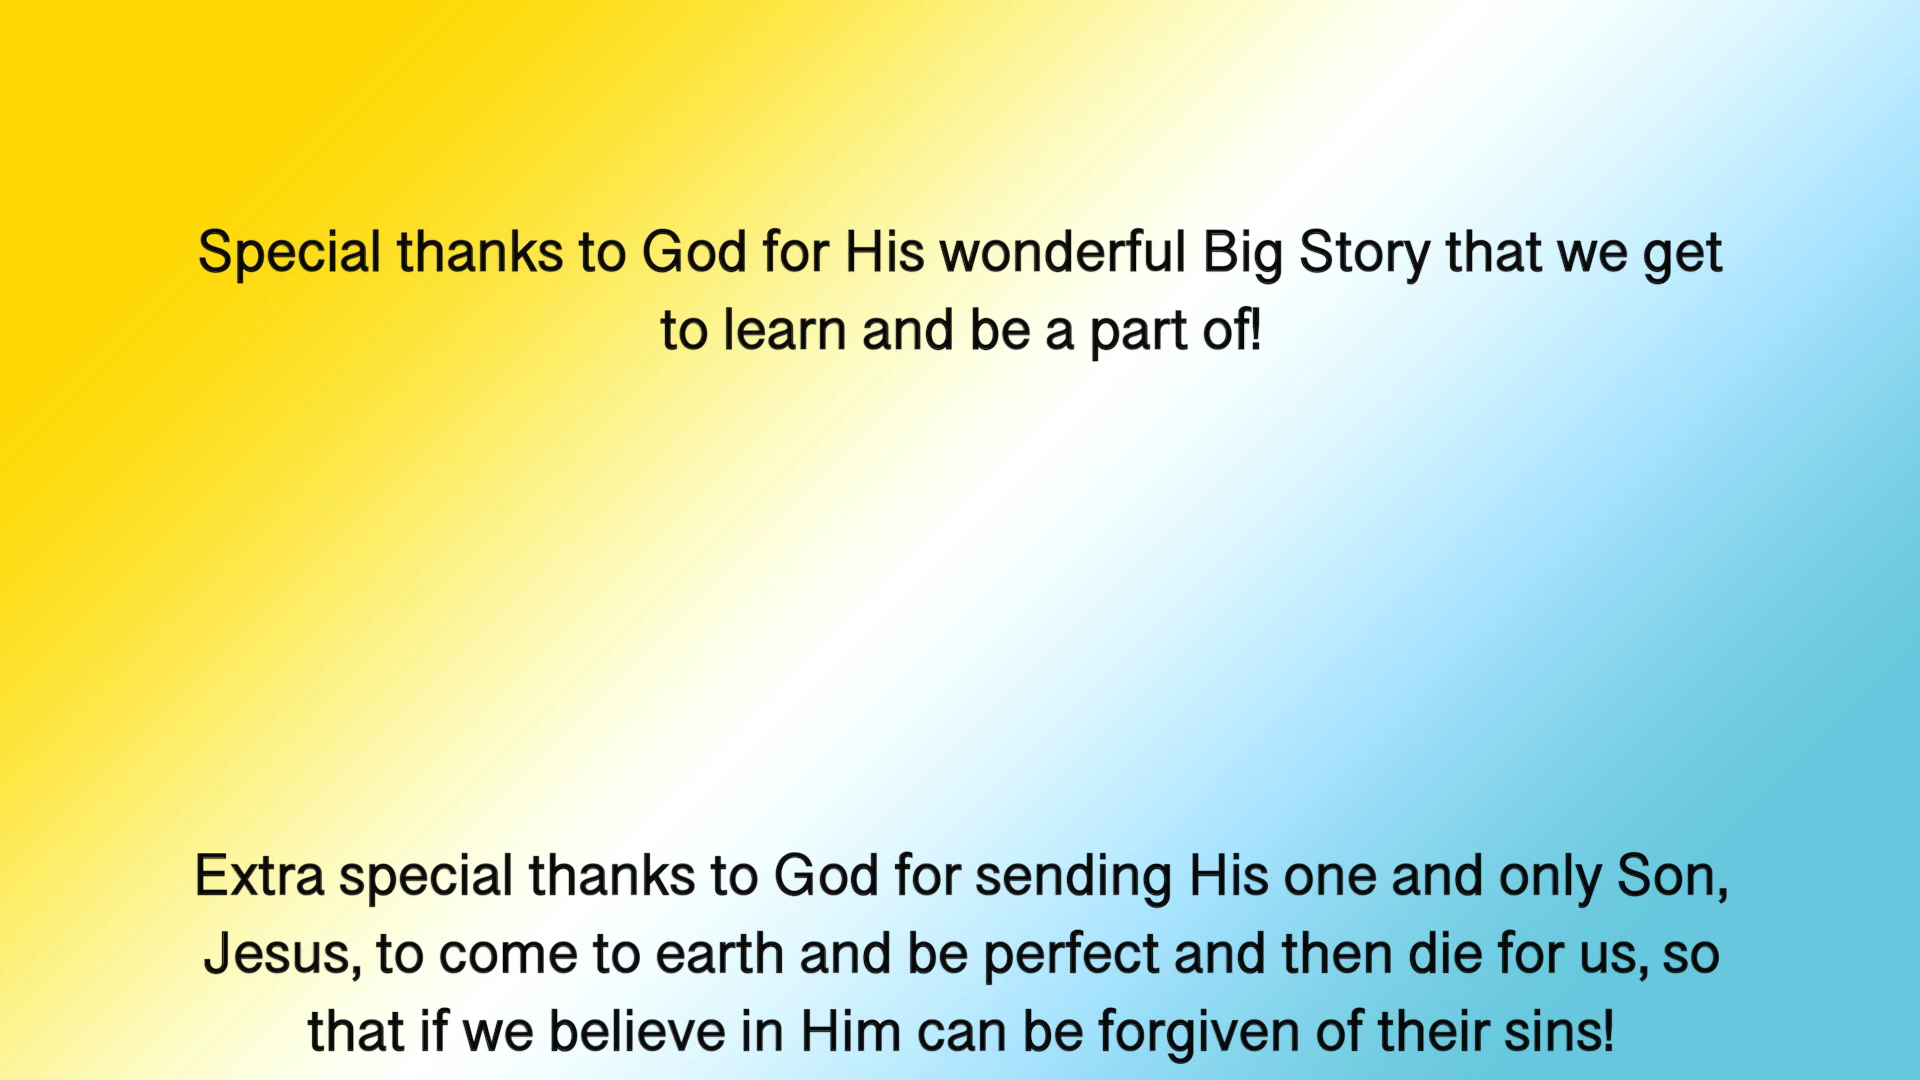 Special thanks to God for His wonderful Big Story that we get
to learn and be a part of!
Extra special thanks to God for sending His one and only Son,
Jesus, to come to earth and be perfect and then die for us, so
that if we believe in Him can be forgiven of their sins!